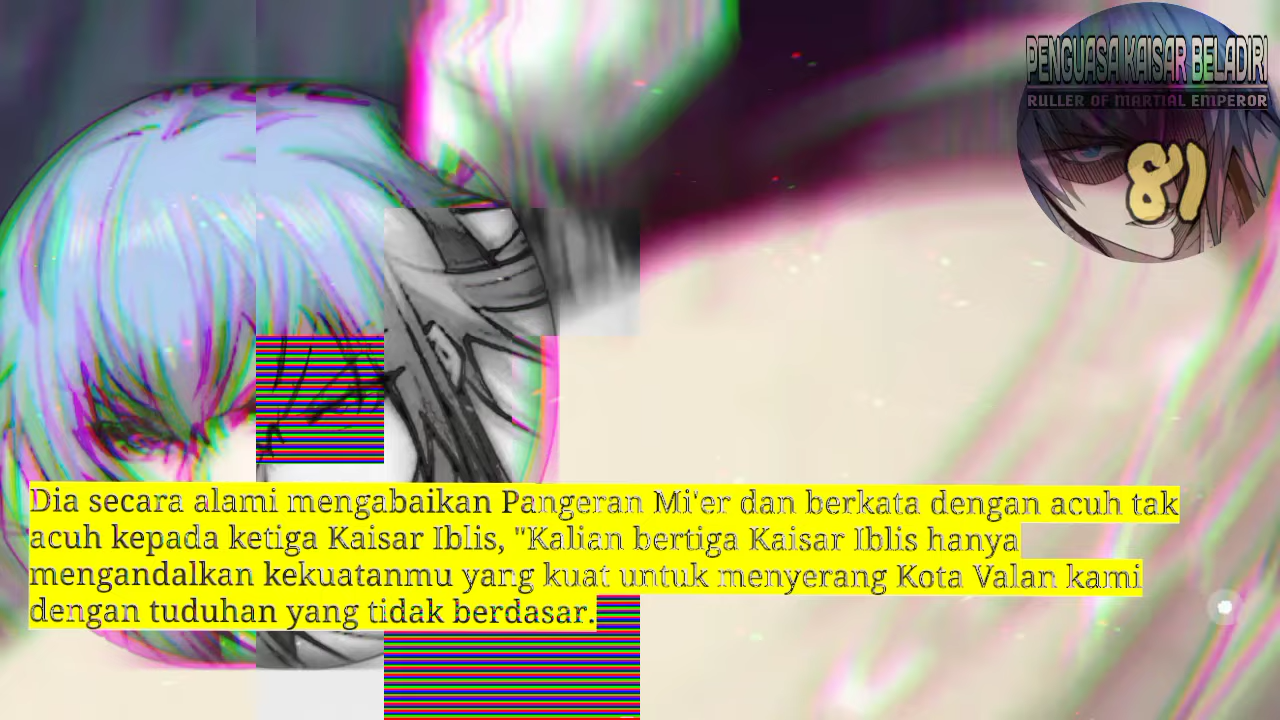 PENGUASA KAISAR BELADIRI
RULLER OF MARTIAL EMPEROR
81
Dia secara alami mengabaikan Pangeran Mi'er dan berkata dengan acuh tak
acuh kepada ketiga Kaisar Iblis, "Kalian bertiga Kaisar Iblis hanya
mengandalkan kekuatanmu yang kuat untuk menyerang Kota Valan kami
dengan tuduhan yang tidak berdasar.